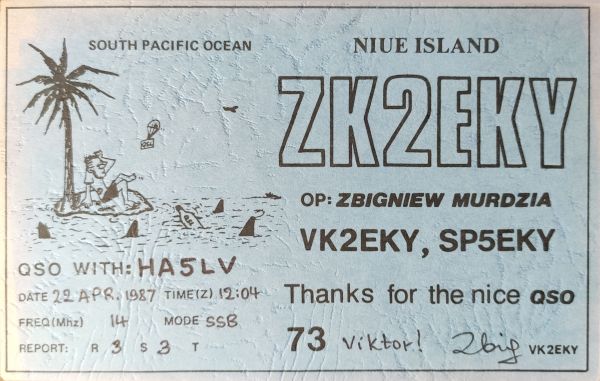 SOUTH PACIFIC OCEAN
NIUE ISLAND
ZK2EKY
OP: ZBIGNIEW MURDZIA
VK2EKY, SP5EKY
QSO WITH: HA5LV
DATE 22 APR. 1987 TIME(Z) 12:04
FREQ(Mhz) 14 MODE SSB
REPORT: R 3 S 3 T
Thanks for the nice QSO
73 Viktor! Zbig VK2EKY